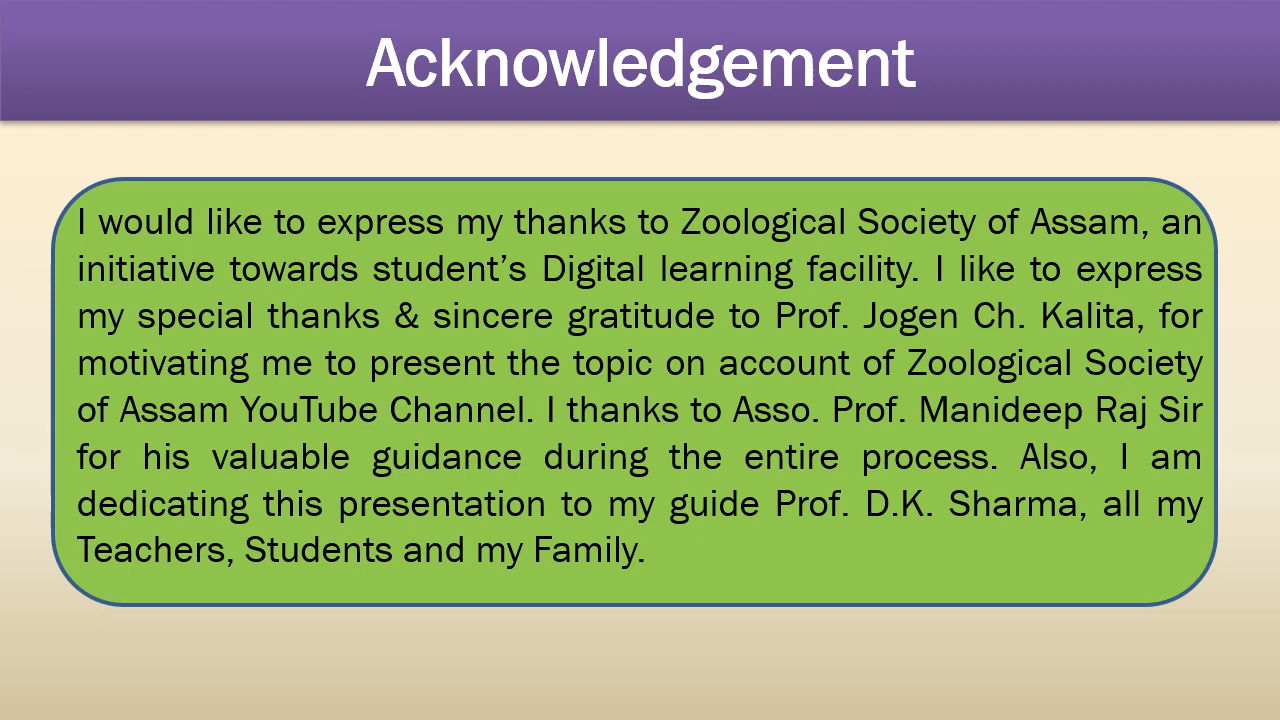 Acknowledgement
I would like to express my thanks to Zoological Society of Assam, an
initiative towards student’s Digital learning facility. I like to express
my special thanks & sincere gratitude to Prof. Jogen Ch. Kalita, for
motivating me to present the topic on account of Zoological Society
of Assam YouTube Channel. I thanks to Asso. Prof. Manideep Raj Sir
for his valuable guidance during the entire process. Also, I am
dedicating this presentation to my guide Prof. D.K. Sharma, all my
Teachers, Students and my Family.